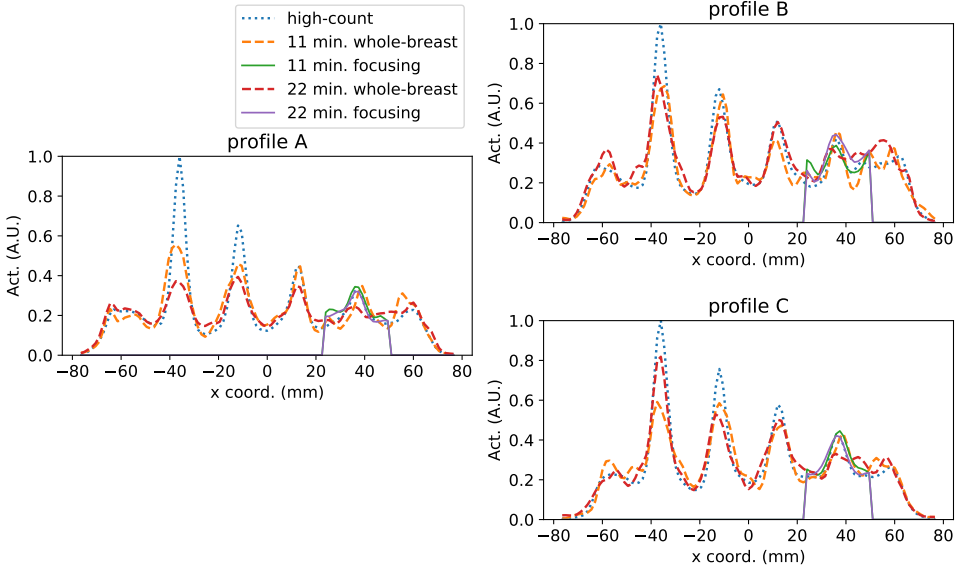 high-count
11 min. whole-breast
11 min. focusing
22 min. whole-breast
22 min. focusing
profile A
1.0
0.8
0.6
0.4
0.2
0.0
Act. (A.U.)
−80 −60 −40 −20 0 20 40 60 80
x coord. (mm)
profile B
1.0
0.8
0.6
0.4
0.2
0.0
Act. (A.U.)
−80 −60 −40 −20 0 20 40 60 80
x coord. (mm)
profile C
1.0
0.8
0.6
0.4
0.2
0.0
Act. (A.U.)
−80 −60 −40 −20 0 20 40 60 80
x coord. (mm)